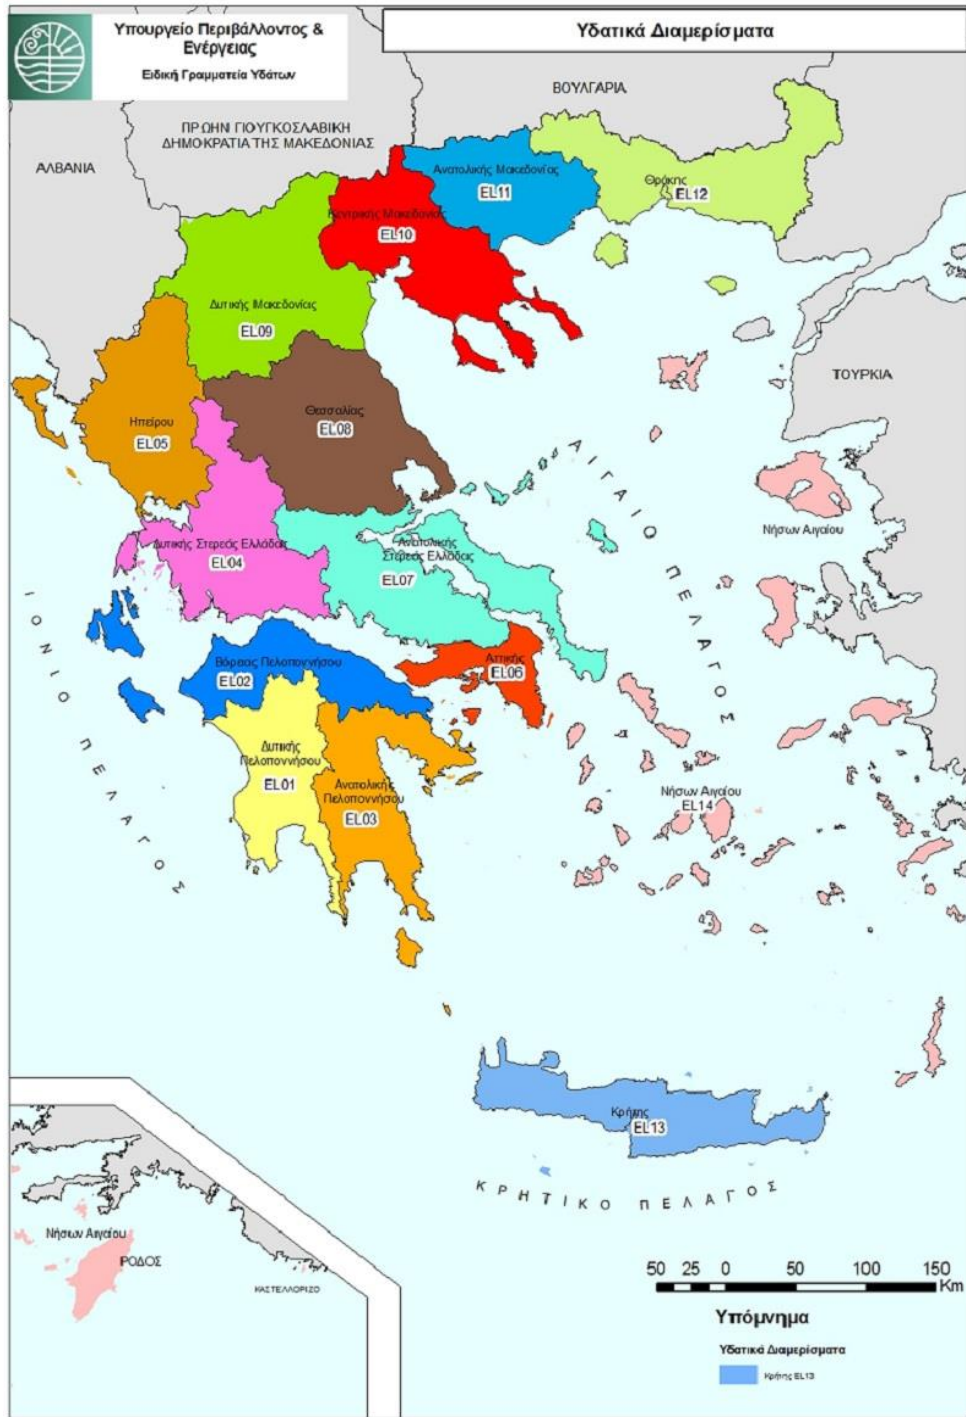 Υπουργείο Περιβάλλοντος &
Ενέργειας
Ειδική Γραμματεία Υδάτων
Υδατικά Διαμερίσματα
ΒΟΥΛΓΑΡΙΑ
ΠΡΩΗΝ ΓΙΟΥΓΚΟΣΛΑΒΙΚΗ
ΔΗΜΟΚΡΑΤΙΑ ΤΗΣ ΜΑΚΕΔΟΝΙΑΣ
ΑΛΒΑΝΙΑ
Ανατολικής Μακεδονίας
EL11
Θράκης
EL12
Κεντρικής Μακεδονίας
EL10
Δυτικής Μακεδονίας
EL09
ΤΟΥΡΚΙΑ
Θεσσαλίας
EL08
Ηπείρου
EL05
ΑΙΓΑΙΟ ΠΕΛΑΓΟΣ
Νήσων Αιγαίου
Δυτικής Στερεάς Ελλάδας
EL04
Ανατολικής
Στερεάς Ελλάδας
EL07
ΙΟΝΙΟ ΠΕΛΑΓΟΣ
Βόρειας Πελοποννήσου
EL02
Αττικής
EL06
Δυτικής
Πελοποννήσου
EL01
Ανατολικής
Πελοποννήσου
EL03
Νήσων Αιγαίου
EL14
Κρήτης
EL13
ΚΡΗΤΙΚΟ ΠΕΛΑΓΟΣ
Νήσων Αιγαίου
ΡΟΔΟΣ
ΚΑΣΤΕΛΛΟΡΙΖΟ
50 25 0 50 100 150
Km
Υπόμνημα
Υδατικά Διαμερίσματα
Κρήτης EL13